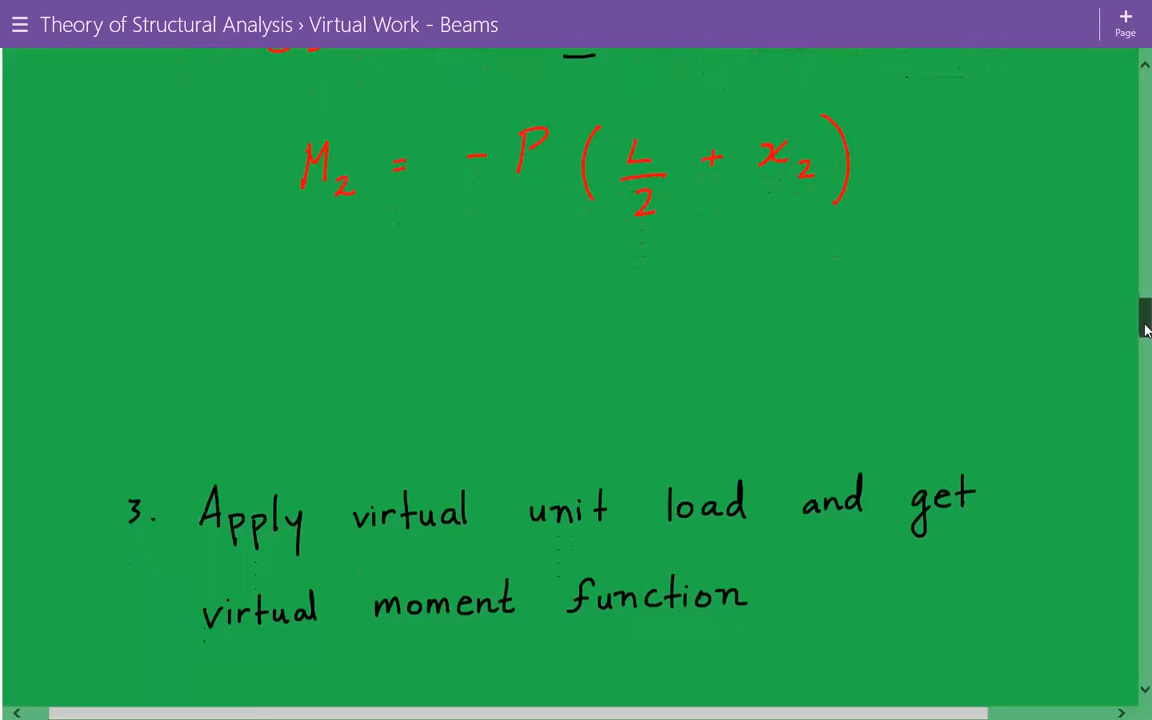 Theory of Structural Analysis › Virtual Work - Beams
Page
M₂ = - P ( L/2 + x₂ )
3. Apply virtual unit load and get
virtual moment function